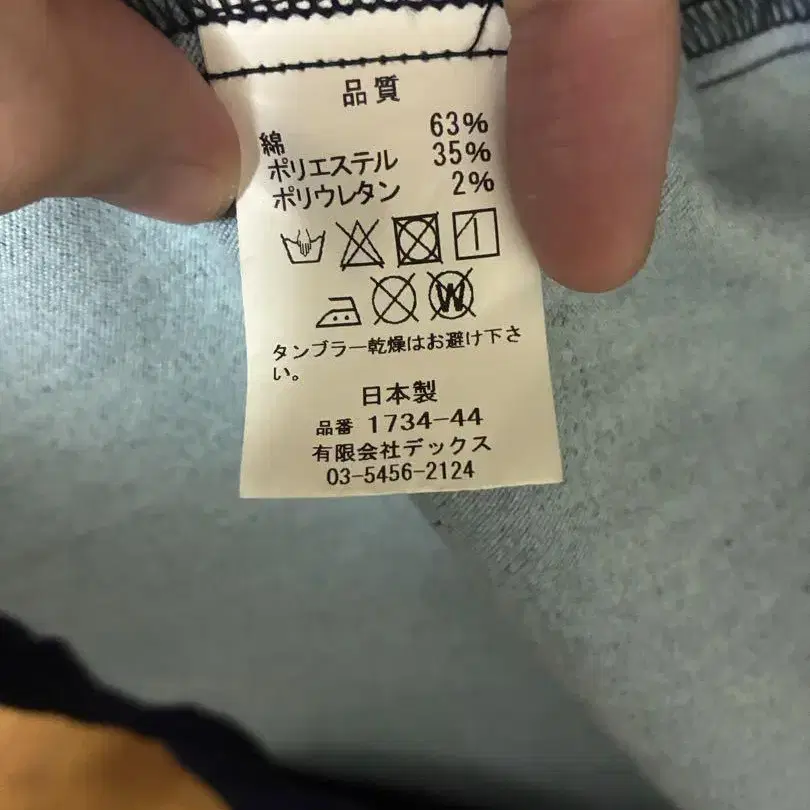 品質
綿 63%
ポリエステル 35%
ポリウレタン 2%
W
タンブラー乾燥はお避け下さ
い。
日本製
品番 1734-44
有限会社デックス
03-5456-2124